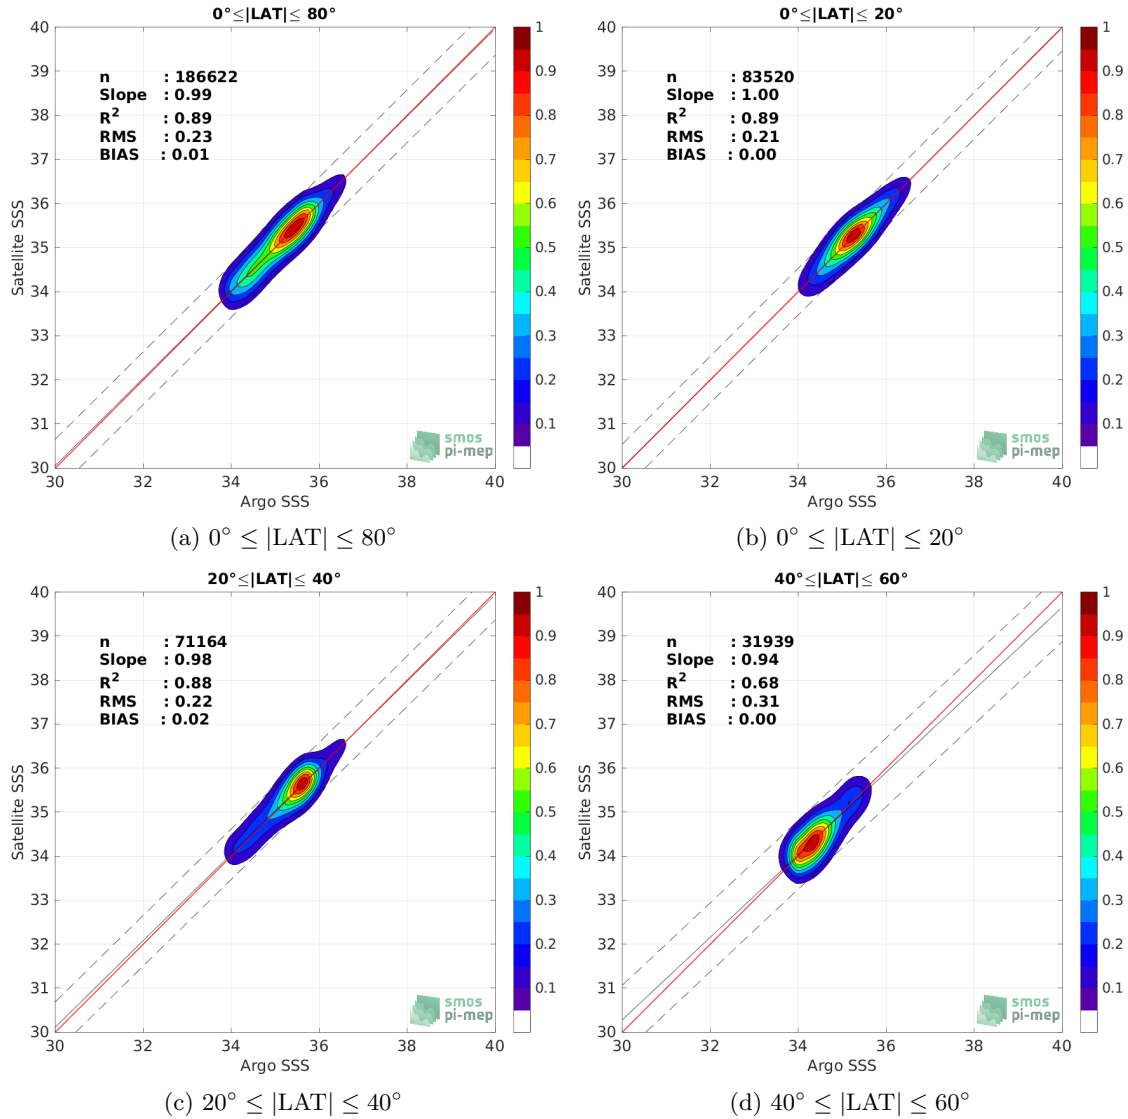 0°≤|LAT|≤ 80°
n : 186622
Slope : 0.99
R² : 0.89
RMS : 0.23
BIAS : 0.01
40
39
38
37
36
35
34
33
32
31
30
30 32 34 36 38 40
Argo SSS
Satellite SSS
1
0.9
0.8
0.7
0.6
0.5
0.4
0.3
0.2
0.1
smos
pi-mep
(a) 0° ≤ |LAT| ≤ 80°
0°≤|LAT|≤ 20°
n : 83520
Slope : 1.00
R² : 0.89
RMS : 0.21
BIAS : 0.00
40
39
38
37
36
35
34
33
32
31
30
30 32 34 36 38 40
Argo SSS
Satellite SSS
1
0.9
0.8
0.7
0.6
0.5
0.4
0.3
0.2
0.1
smos
pi-mep
(b) 0° ≤ |LAT| ≤ 20°
20°≤|LAT|≤ 40°
n : 71164
Slope : 0.98
R² : 0.88
RMS : 0.22
BIAS : 0.02
40
39
38
37
36
35
34
33
32
31
30
30 32 34 36 38 40
Argo SSS
Satellite SSS
1
0.9
0.8
0.7
0.6
0.5
0.4
0.3
0.2
0.1
smos
pi-mep
(c) 20° ≤ |LAT| ≤ 40°
40°≤|LAT|≤ 60°
n : 31939
Slope : 0.94
R² : 0.68
RMS : 0.31
BIAS : 0.00
40
39
38
37
36
35
34
33
32
31
30
30 32 34 36 38 40
Argo SSS
Satellite SSS
1
0.9
0.8
0.7
0.6
0.5
0.4
0.3
0.2
0.1
smos
pi-mep
(d) 40° ≤ |LAT| ≤ 60°